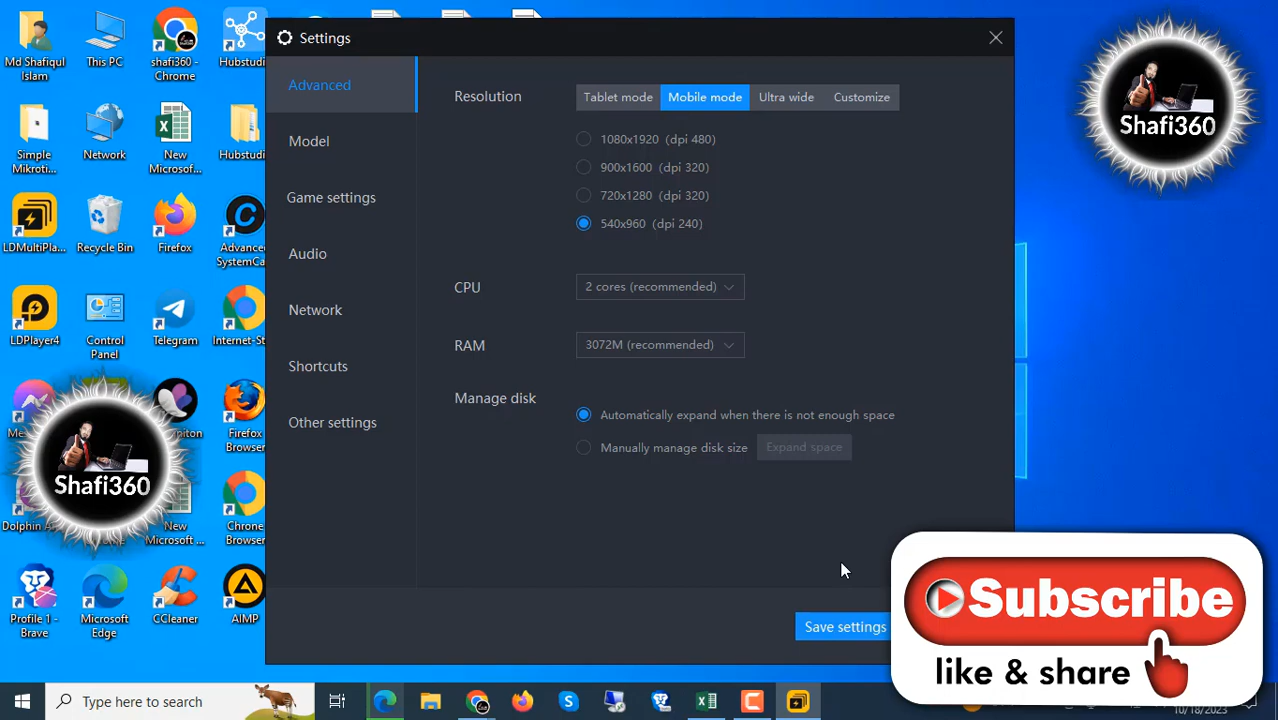 Settings
Advanced
Model
Game settings
Audio
Network
Shortcuts
Other settings
Resolution
Tablet mode
Mobile mode
Ultra wide
Customize
1080x1920 (dpi 480)
900x1600 (dpi 320)
720x1280 (dpi 320)
540x960 (dpi 240)
CPU
2 cores (recommended)
RAM
3072M (recommended)
Manage disk
Automatically expand when there is not enough space
Manually manage disk size
Expand space
Save settings
Md Shafiqul
Islam
This PC
shafi360 -
Chrome
Hubstudi
Simple
Mikroti...
Network
New
Microsof...
Hubstudi
LDMultiPla...
Recycle Bin
Firefox
Advanced
SystemCa
LDPlayer4
Control
Panel
Telegram
Internet-St
Firefox
Browser
New
Microsoft ...
Chrome
Browser
Profile 1 -
Brave
Microsoft
Edge
CCleaner
AIMP
Shafi360
Shafi360
Subscribe
like & share
Type here to search
10/18/2023